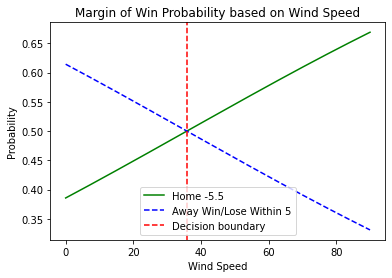 Margin of Win Probability based on Wind Speed
Probability
0.65
0.60
0.55
0.50
0.45
0.40
0.35
Home -5.5
Away Win/Lose Within 5
Decision boundary
0 20 40 60 80
Wind Speed